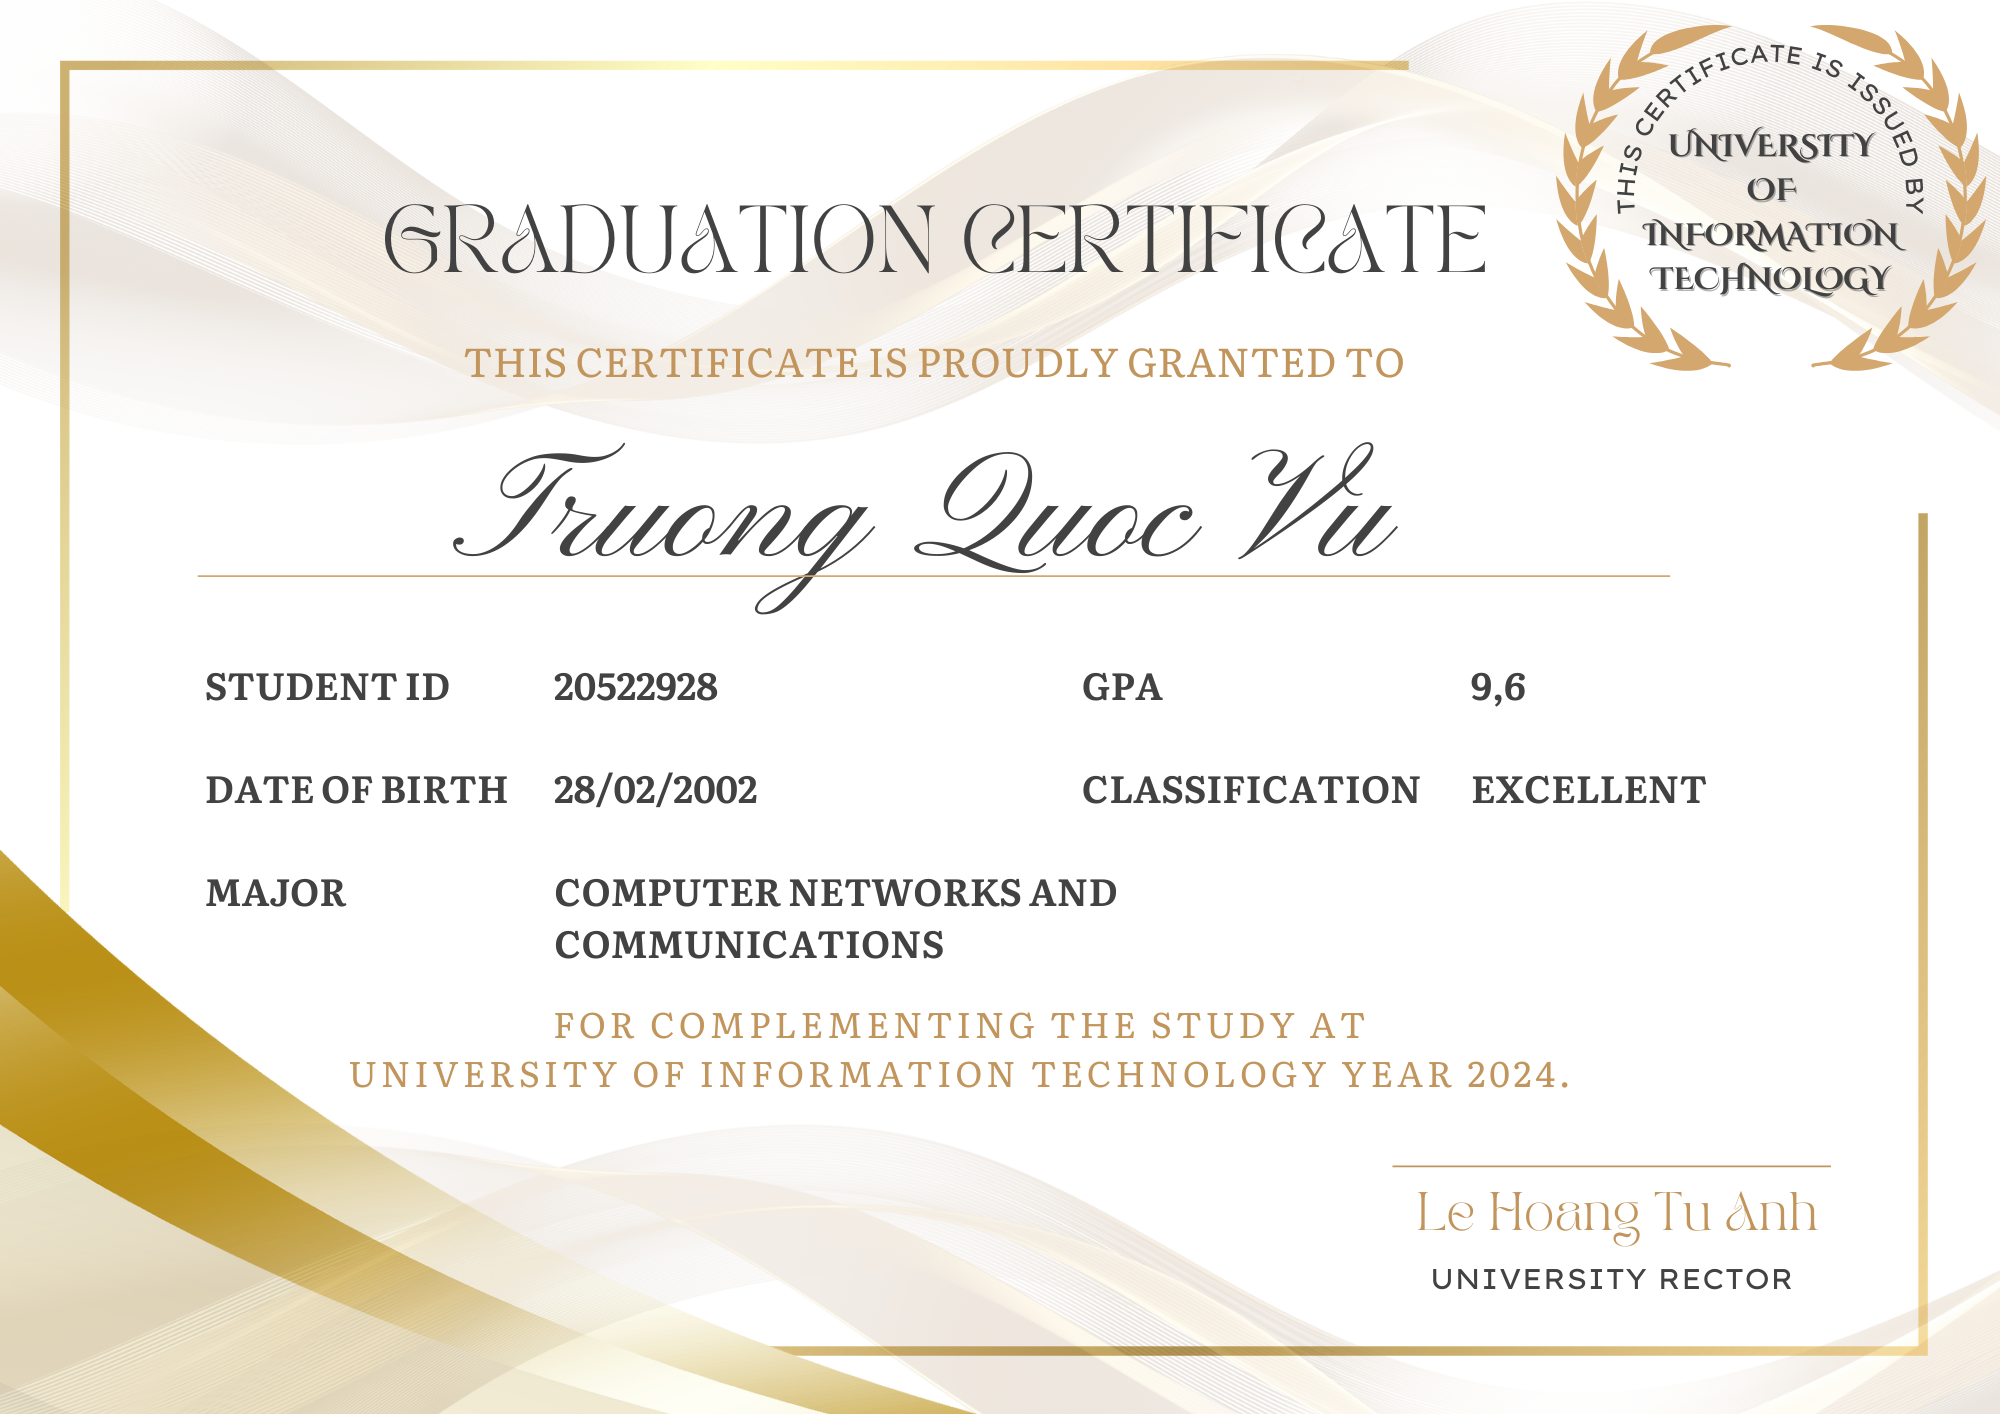 THIS CERTIFICATE IS ISSUED BY
UNIVERSITY
OF
INFORMATION
TECHNOLOGY
GRADUATION CERTIFICATE
THIS CERTIFICATE IS PROUDLY GRANTED TO
Truong Quoc Vu
STUDENT ID 20522928 GPA 9,6
DATE OF BIRTH 28/02/2002 CLASSIFICATION EXCELLENT
MAJOR COMPUTER NETWORKS AND
COMMUNICATIONS
FOR COMPLEMENTING THE STUDY AT
UNIVERSITY OF INFORMATION TECHNOLOGY YEAR 2024.
Le Hoang Tu Anh
UNIVERSITY RECTOR